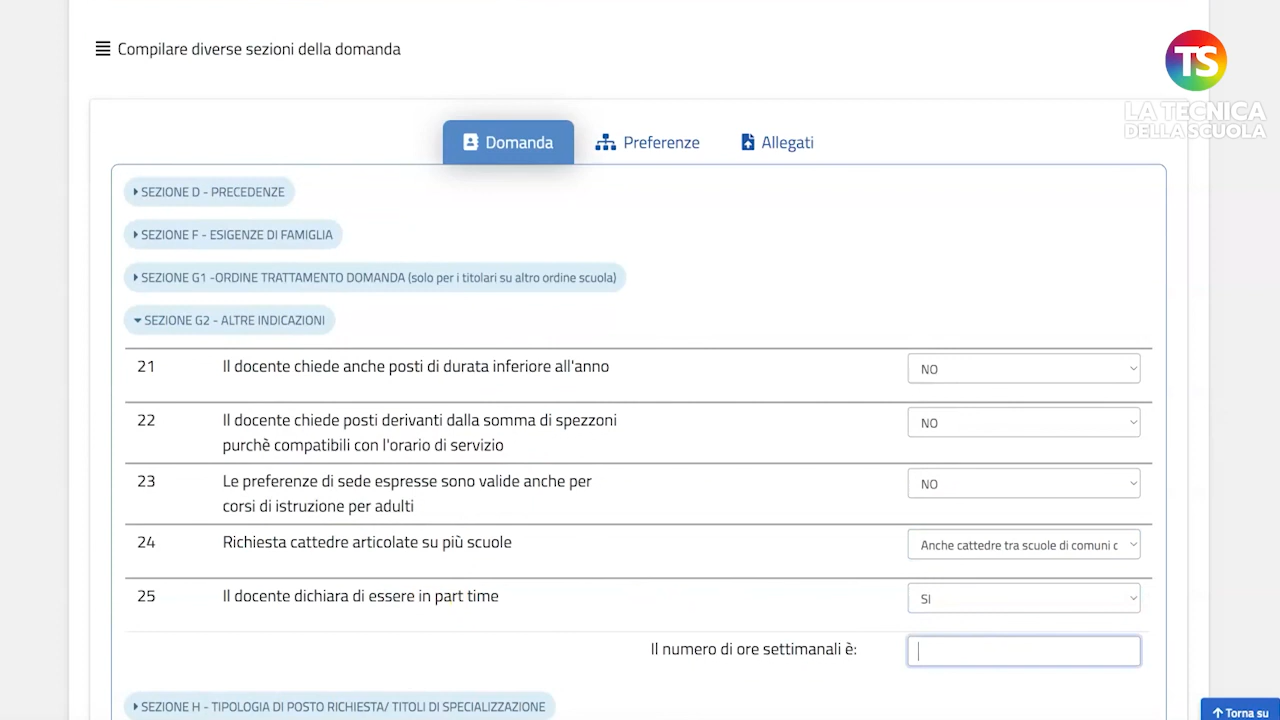 Compilare diverse sezioni della domanda
TS
LA TECNICA
DELLA SCUOLA
Domanda
Preferenze
Allegati
SEZIONE D - PRECEDENZE
SEZIONE F - ESIGENZE DI FAMIGLIA
SEZIONE G1 -ORDINE TRATTAMENTO DOMANDA (solo per i titolari su altro ordine scuola)
SEZIONE G2 - ALTRE INDICAZIONI
21 Il docente chiede anche posti di durata inferiore all'anno NO
22 Il docente chiede posti derivanti dalla somma di spezzoni
purchè compatibili con l'orario di servizio
NO
23 Le preferenze di sede espresse sono valide anche per
corsi di istruzione per adulti
NO
24 Richiesta cattedre articolate su più scuole Anche cattedre tra scuole di comuni
25 Il docente dichiara di essere in part time SI
Il numero di ore settimanali è:
SEZIONE H - TIPOLOGIA DI POSTO RICHIESTA/ TITOLI DI SPECIALIZZAZIONE
Torna su